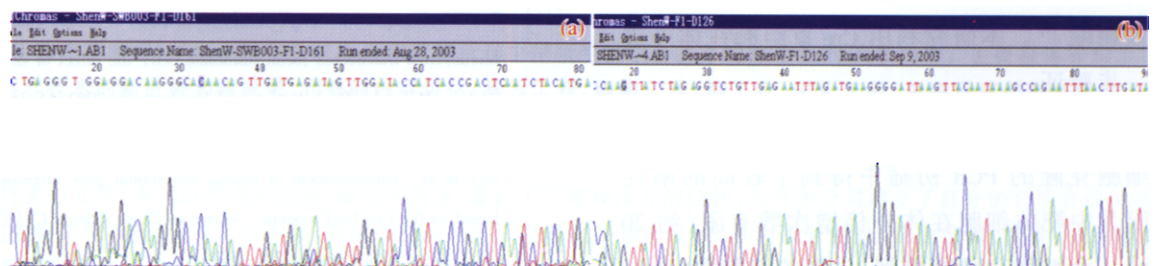 Chromas - ShenW-SWB003-F1-D161
(a)
Edit Options Help
le: SHENW-~1.AB1 Sequence Name: ShenW-SWB003-F1-D161 Run ended: Aug 28, 2003
20 30 40 50 60 70 80
C TGAGGGT GGAGGACAAGGGCACAACAGTTGATGAGATAGTTGGATACCATCACCGACTCAATCTACATGA
hromas - ShenW-F1-D126
(b)
Edit Options Help
SHENW-~4.AB1 Sequence Name: ShenW-F1-D126 Run ended: Sep 9, 2003
20 30 40 50 60 70 80 9
CCAAGTTATCTAGAGGTCTGTTGAGAATTTAGATGAAGGGGATTAAGTTACAATAAAGCCAGAATTTAACTTGATA